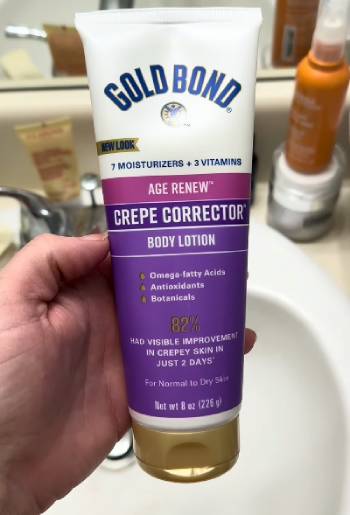 GOLD BOND®
NEW LOOK
7 MOISTURIZERS + 3 VITAMINS
AGE RENEW™
CREPE CORRECTOR*
BODY LOTION
Omega-fatty Acids
Antioxidants
Botanicals
82%
HAD VISIBLE IMPROVEMENT
IN CREPEY SKIN IN
JUST 2 DAYS*
For Normal to Dry Skin
Net wt 8 oz (226 g)